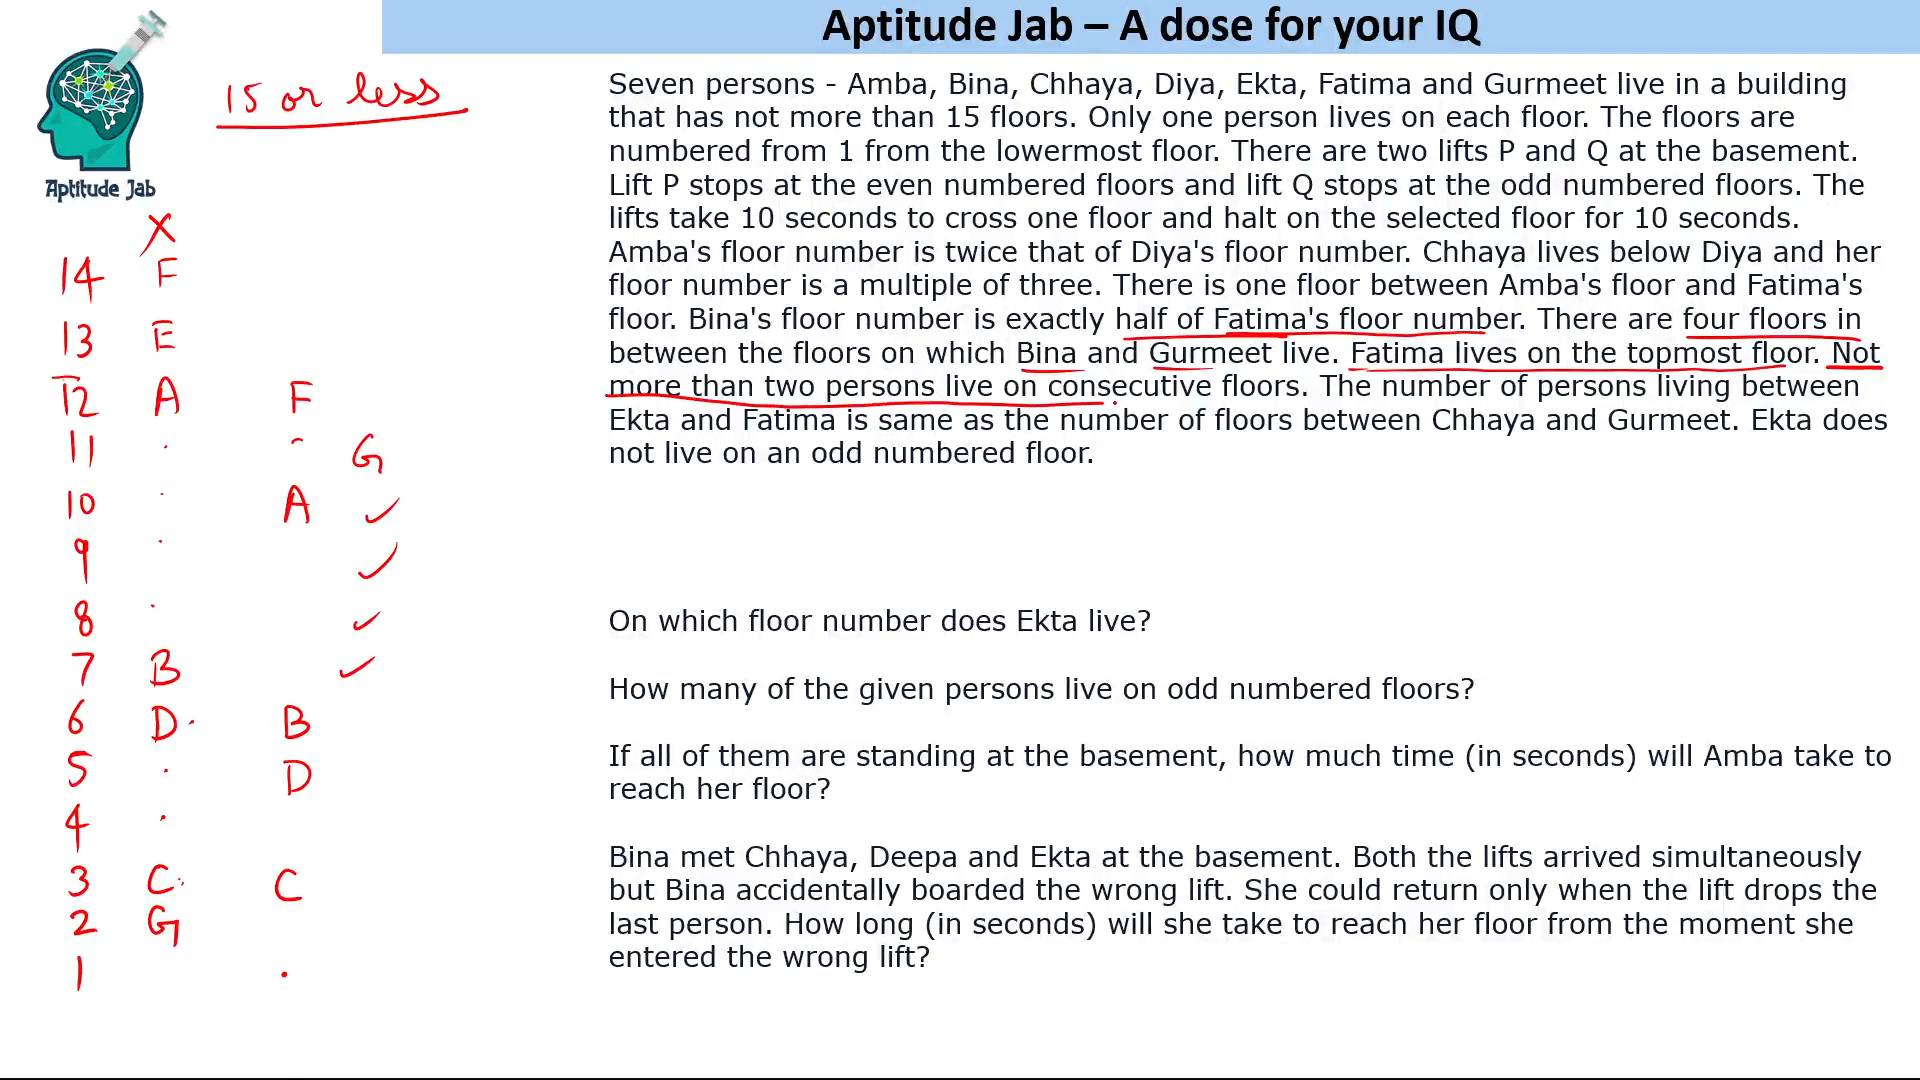 Aptitude Jab – A dose for your IQ
Aptitude Jab
15 or less
Seven persons - Amba, Bina, Chhaya, Diya, Ekta, Fatima and Gurmeet live in a building
that has not more than 15 floors. Only one person lives on each floor. The floors are
numbered from 1 from the lowermost floor. There are two lifts P and Q at the basement.
Lift P stops at the even numbered floors and lift Q stops at the odd numbered floors. The
lifts take 10 seconds to cross one floor and halt on the selected floor for 10 seconds.
Amba's floor number is twice that of Diya's floor number. Chhaya lives below Diya and her
floor number is a multiple of three. There is one floor between Amba's floor and Fatima's
floor. Bina's floor number is exactly half of Fatima's floor number. There are four floors in
between the floors on which Bina and Gurmeet live. Fatima lives on the topmost floor. Not
more than two persons live on consecutive floors. The number of persons living between
Ekta and Fatima is same as the number of floors between Chhaya and Gurmeet. Ekta does
not live on an odd numbered floor.
X
14 F
13 E
12 A F
11 G
10 A ✓
9 ✓
8 ✓
7 B ✓
6 D B
5 D
4
3 C C
2 G
1
On which floor number does Ekta live?
How many of the given persons live on odd numbered floors?
If all of them are standing at the basement, how much time (in seconds) will Amba take to
reach her floor?
Bina met Chhaya, Deepa and Ekta at the basement. Both the lifts arrived simultaneously
but Bina accidentally boarded the wrong lift. She could return only when the lift drops the
last person. How long (in seconds) will she take to reach her floor from the moment she
entered the wrong lift?